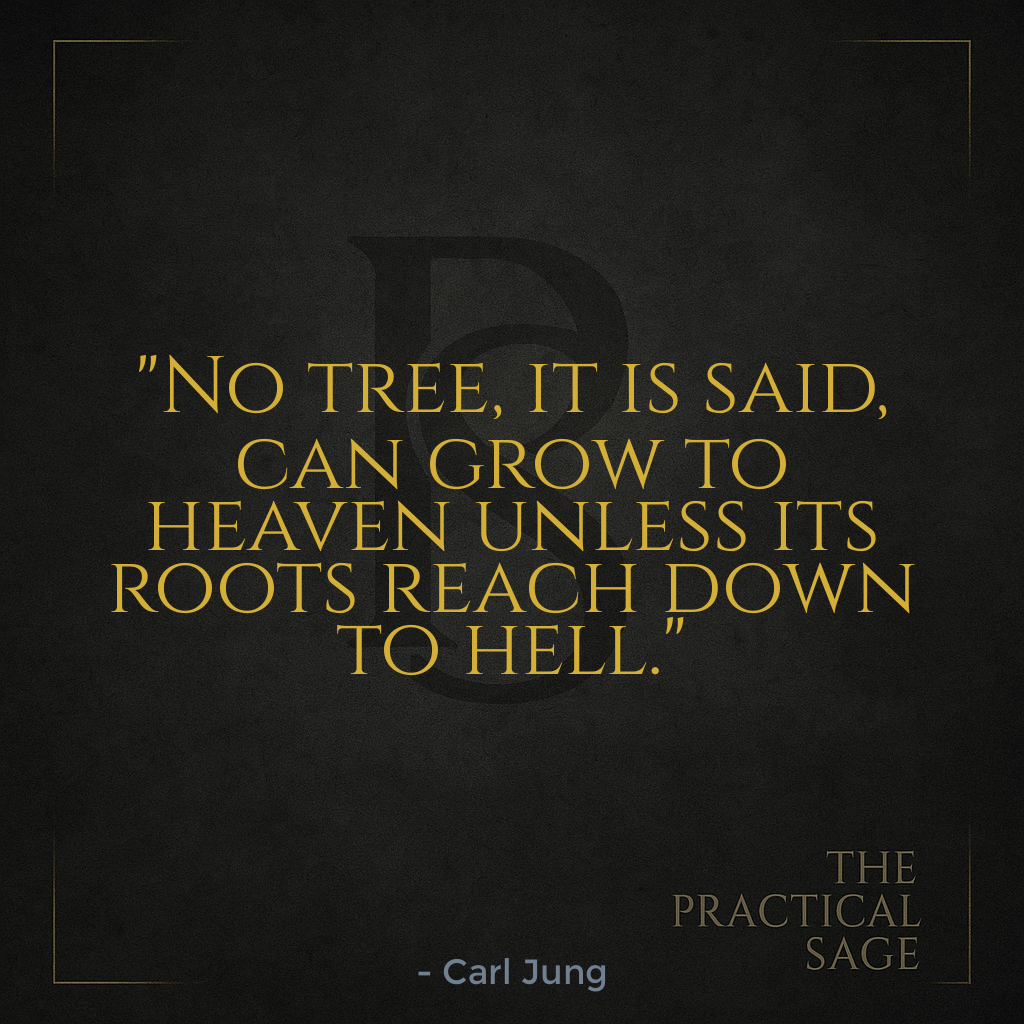 "No tree, it is said,
can grow to
heaven unless its
roots reach down
to hell."
THE
PRACTICAL
SAGE
- Carl Jung